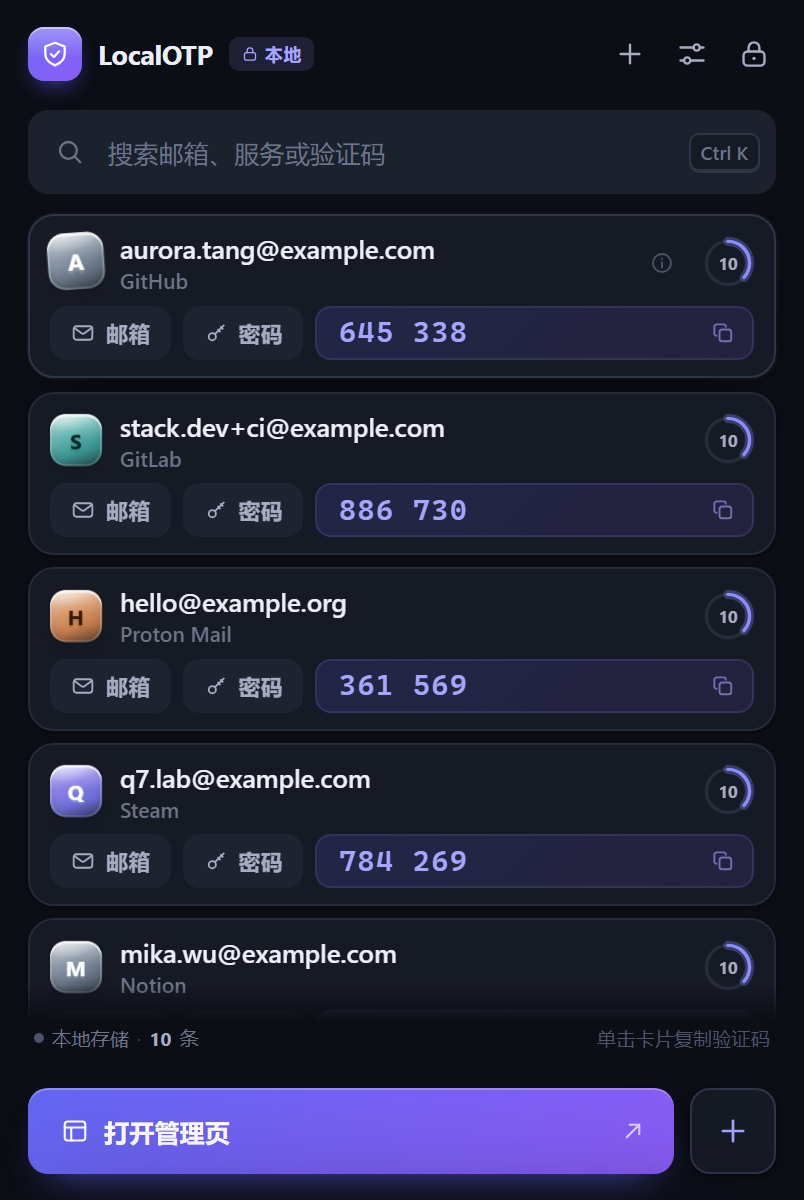 LocalOTP 本地
搜索邮箱、服务或验证码 Ctrl K
A aurora.tang@example.com 10
GitHub
邮箱 密码 645 338
S stack.dev+ci@example.com 10
GitLab
邮箱 密码 886 730
H hello@example.org 10
Proton Mail
邮箱 密码 361 569
Q q7.lab@example.com 10
Steam
邮箱 密码 784 269
M mika.wu@example.com 10
Notion
本地存储 · 10 条 单击卡片复制验证码
打开管理页